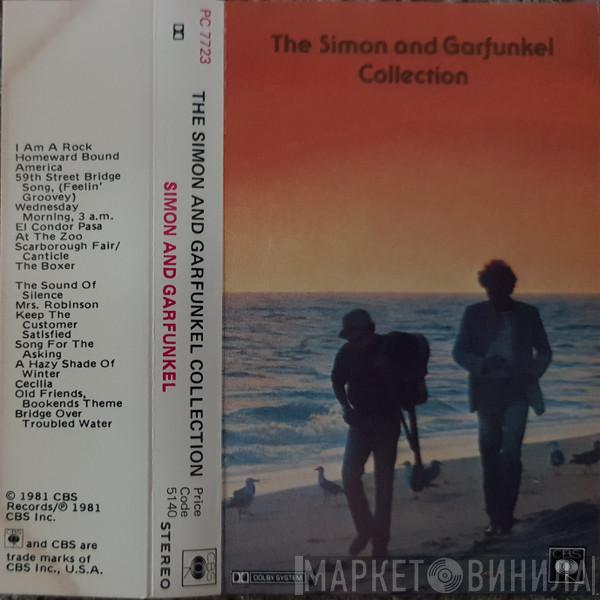 I Am A Rock
Homeward Bound
America
59th Street Bridge
Song, (Feelin'
Groovey)
Wednesday
Morning, 3 a.m.
El Condor Pasa
At The Zoo
Scarborough Fair/
Canticle
The Boxer
The Sound Of
Silence
Mrs. Robinson
Keep The
Customer
Satisfied
Song For The
Asking
A Hazy Shade Of
Winter
Cecilia
Old Friends,
Bookends Theme
Bridge Over
Troubled Water
© 1981 CBS
Records/℗ 1981
CBS Inc.
and CBS are
trade marks of
CBS Inc., U.S.A.
PC 7723
THE SIMON AND GARFUNKEL COLLECTION
SIMON AND GARFUNKEL
Price
Code
5140
STEREO
CBS
The Simon and Garfunkel
Collection
DOLBY SYSTEM
CBS
МАРКЕТ ВИНИЛА